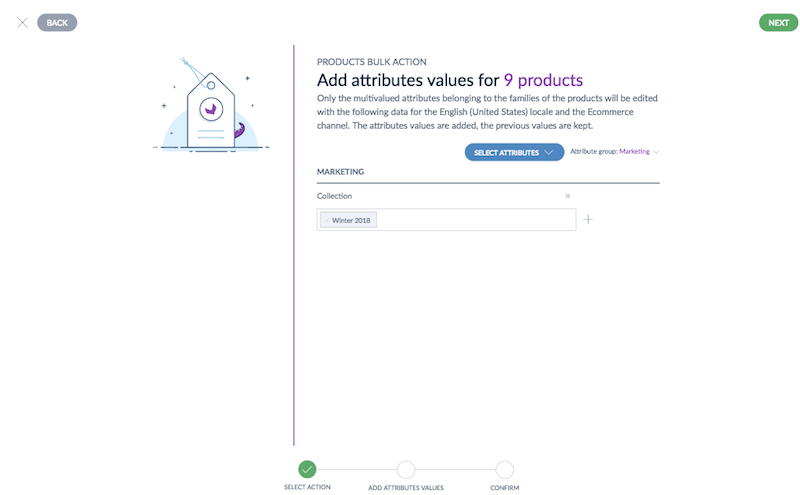 BACK
NEXT
PRODUCTS BULK ACTION
Add attributes values for 9 products
Only the multivalued attributes belonging to the families of the products will be edited
with the following data for the English (United States) locale and the Ecommerce
channel. The attributes values are added, the previous values are kept.
SELECT ATTRIBUTES
Attribute group: Marketing
MARKETING
Collection
Winter 2018
SELECT ACTION
ADD ATTRIBUTES VALUES
CONFIRM